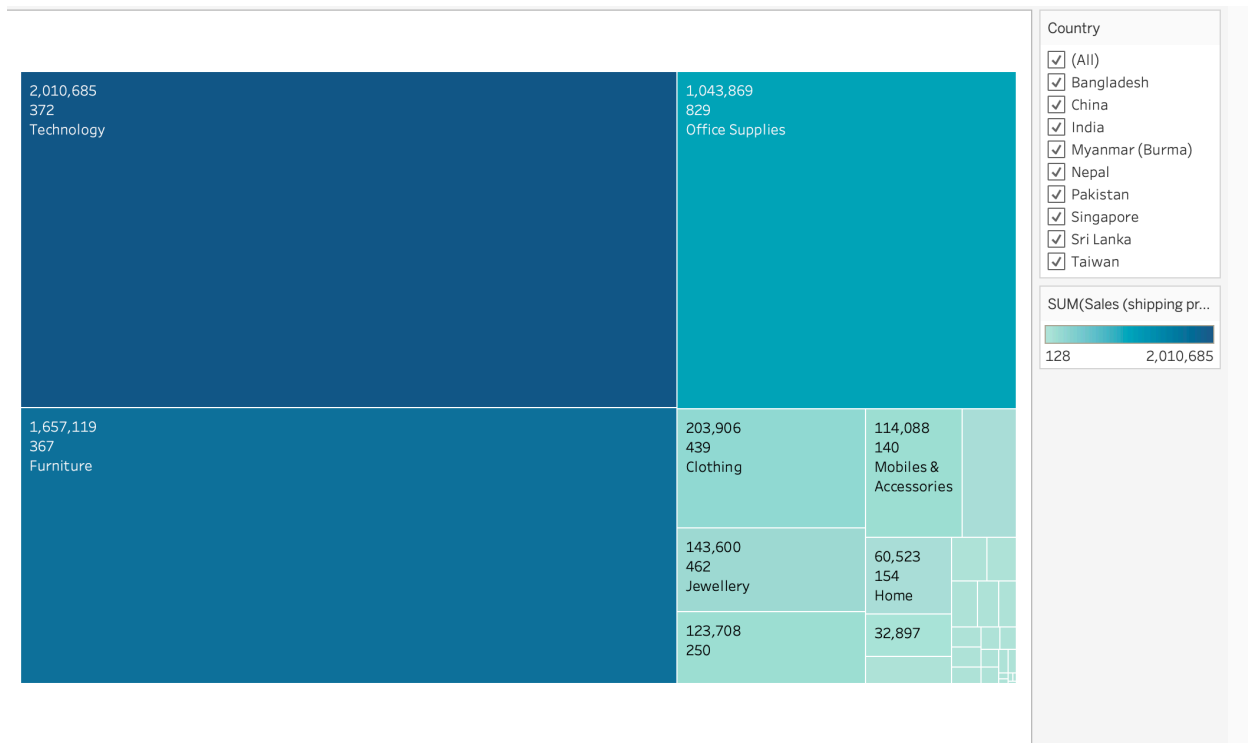 2,010,685
372
Technology
1,043,869
829
Office Supplies
1,657,119
367
Furniture
203,906
439
Clothing
114,088
140
Mobiles &
Accessories
143,600
462
Jewellery
60,523
154
Home
123,708
250
32,897
Country
(All)
Bangladesh
China
India
Myanmar (Burma)
Nepal
Pakistan
Singapore
Sri Lanka
Taiwan
SUM(Sales (shipping pr...
128 2,010,685